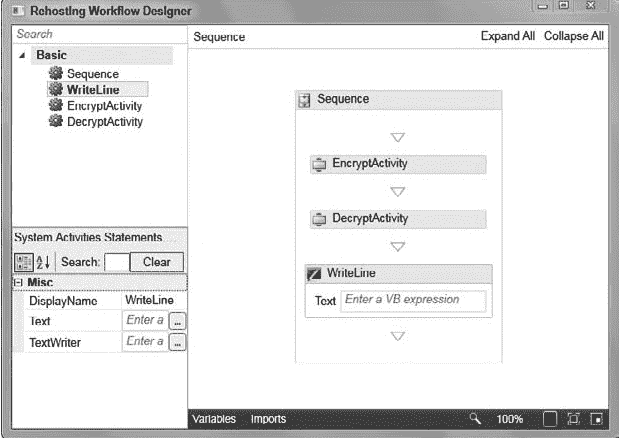 Rehosting Workflow Designer
Search
Basic
Sequence
WriteLine
EncryptActivity
DecryptActivity
System Activities Statements....
Search: Clear
Misc
DisplayName WriteLine
Text Enter a ...
TextWriter Enter a ...
Sequence Expand All Collapse All
Sequence
EncryptActivity
DecryptActivity
WriteLine
Text Enter a VB expression
Variables Imports 100%